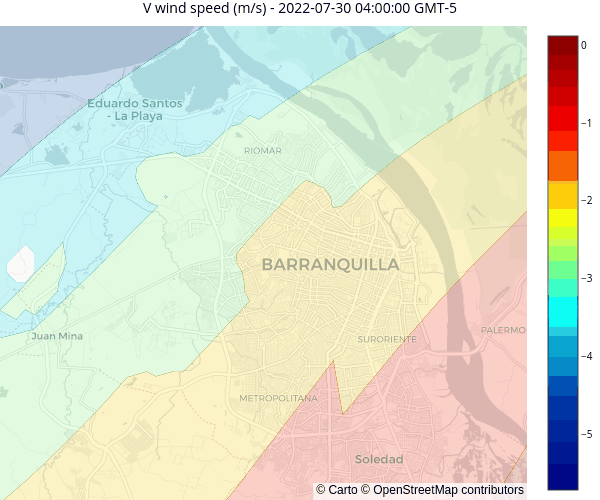 V wind speed (m/s) - 2022-07-30 04:00:00 GMT-5
Eduardo Santos
- La Playa
RIOMAR
BARRANQUILLA
Juan Mina
SURORIENTE
PALERMO
METROPOLITANA
Soledad
© Carto © OpenStreetMap contributors
0
−1
−2
−3
−4
−5